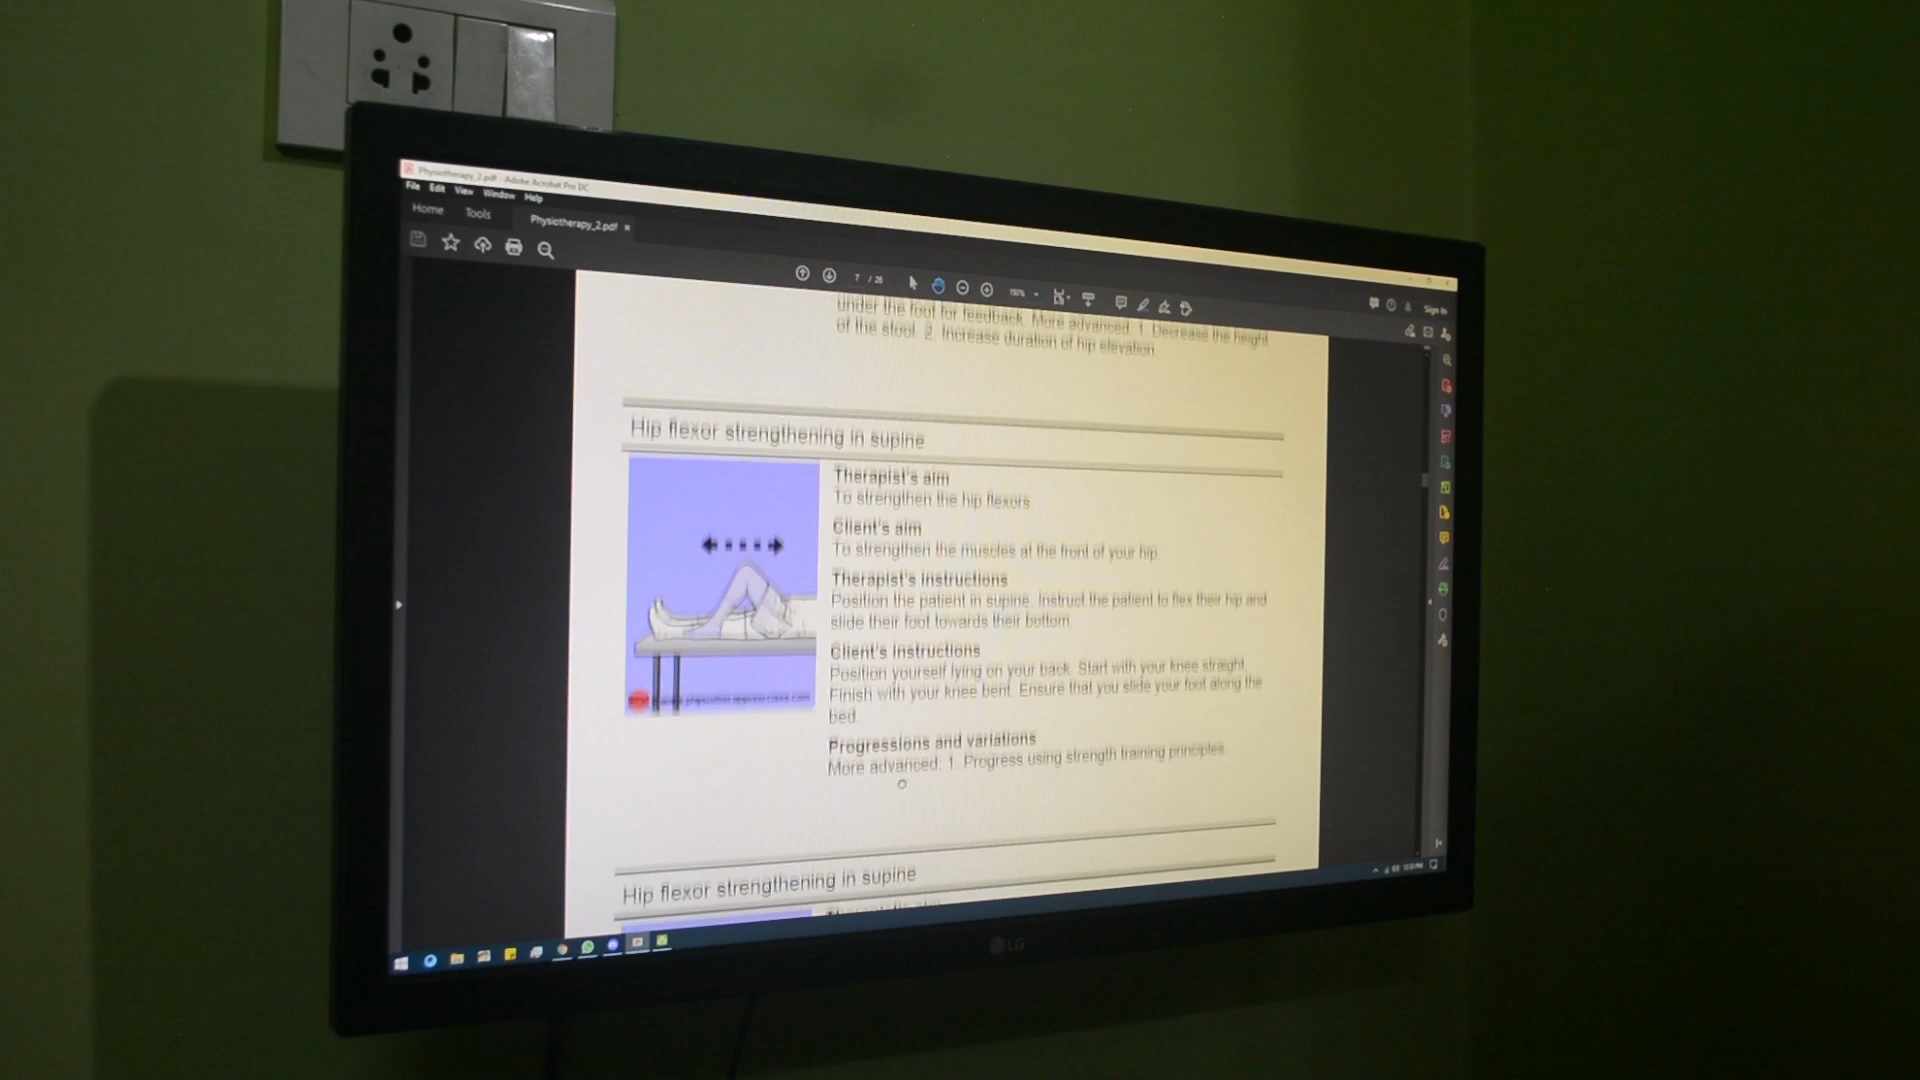 Physiotherapy_2.pdf - Adobe Acrobat Pro DC
File Edit View Window Help
Home Tools Physiotherapy_2.pdf ×
7 / 26 150% Sign In
under the foot for feedback. More advanced. 1. Decrease the height
of the stool. 2. Increase duration of hip elevation.
Hip flexor strengthening in supine
Therapist's aim
To strengthen the hip flexors.
Client's aim
To strengthen the muscles at the front of your hip.
Therapist's instructions
Position the patient in supine. Instruct the patient to flex their hip and
slide their foot towards their bottom.
Client's instructions
Position yourself lying on your back. Start with your knee straight.
Finish with your knee bent. Ensure that you slide your foot along the
bed.
Progressions and variations
More advanced. 1. Progress using strength training principles.
Hip flexor strengthening in supine
Therapist's aim
LG